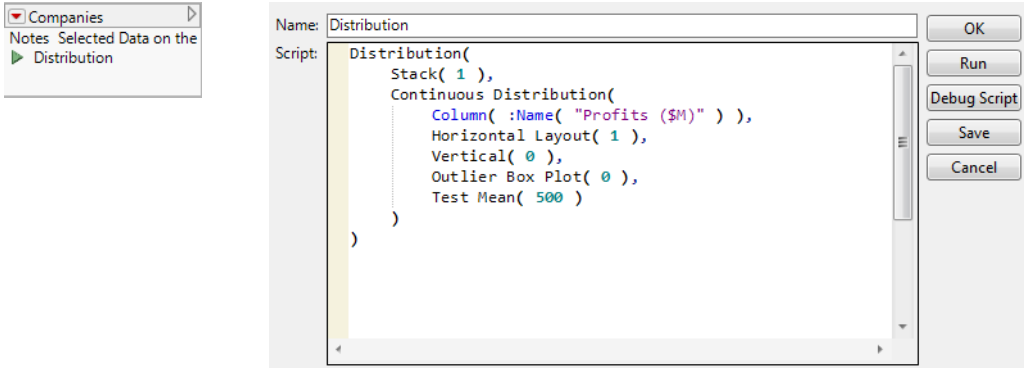 Companies
Notes Selected Data on the
Distribution
Name: Distribution
Script:
Distribution(
Stack( 1 ),
Continuous Distribution(
Column( :Name( "Profits ($M)" ) ),
Horizontal Layout( 1 ),
Vertical( 0 ),
Outlier Box Plot( 0 ),
Test Mean( 500 )
)
)
OK
Run
Debug Script
Save
Cancel